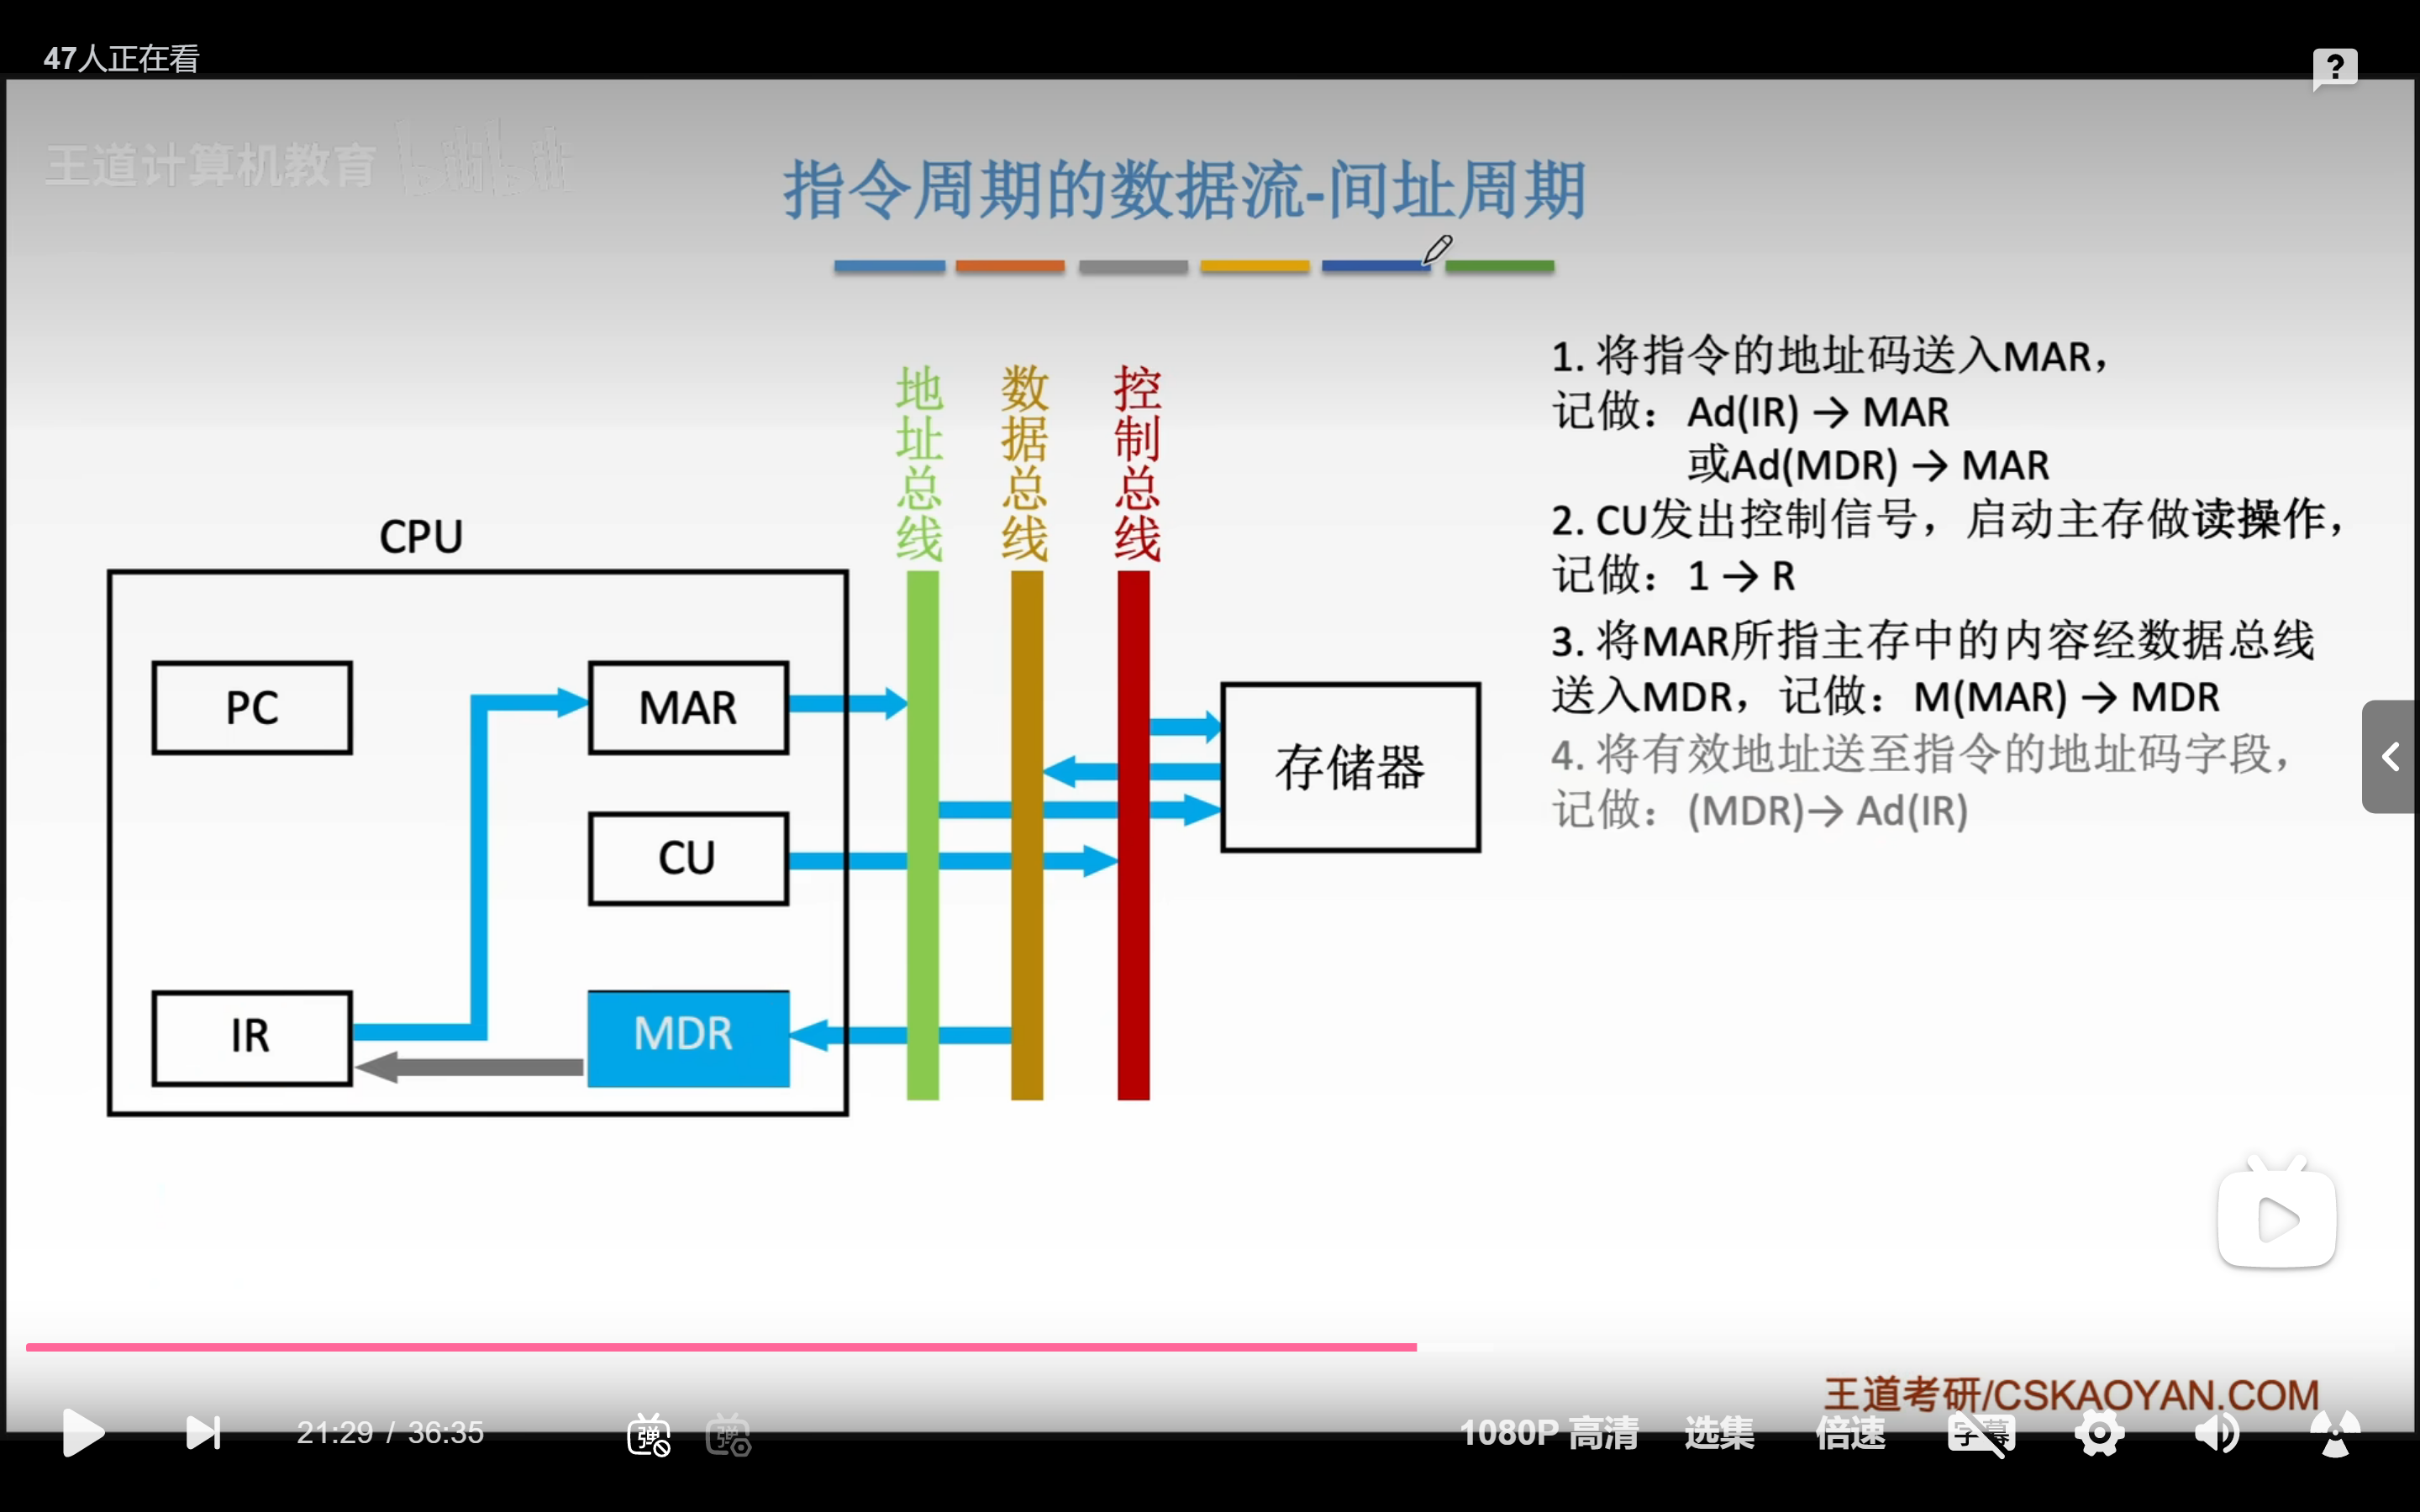 47人正在看
?
王道计算机教育 bilibili
指令周期的数据流-间址周期
1. 将指令的地址码送入MAR，
记做：Ad(IR) → MAR
或Ad(MDR) → MAR
2. CU发出控制信号，启动主存做读操作，
记做：1 → R
3. 将MAR所指主存中的内容经数据总线
送入MDR，记做：M(MAR) → MDR
4. 将有效地址送至指令的地址码字段，
记做：(MDR)→ Ad(IR)
地址总线
数据总线
控制总线
CPU
PC
MAR
CU
IR
MDR
存储器
王道考研/CSKAOYAN.COM
21:29 / 36:35
弹
弹
1080P 高清
选集
倍速
字幕